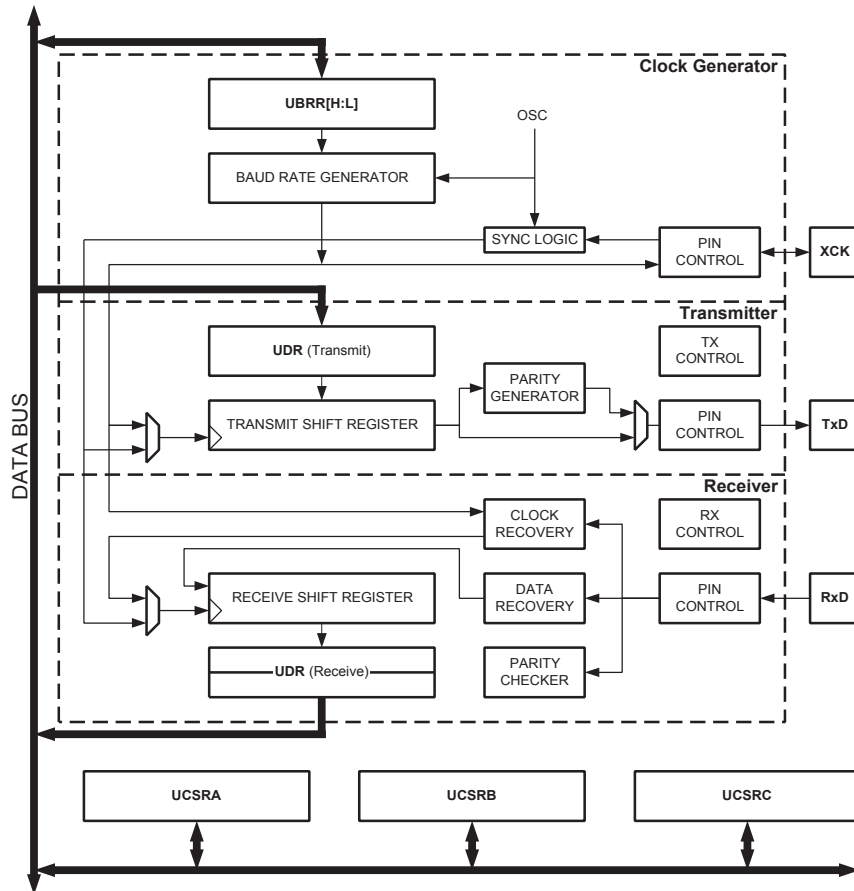 Clock Generator
UBRR[H:L]
OSC
BAUD RATE GENERATOR
SYNC LOGIC
PIN
CONTROL
XCK
Transmitter
UDR (Transmit)
TX
CONTROL
PARITY
GENERATOR
TRANSMIT SHIFT REGISTER
PIN
CONTROL
TxD
DATA BUS
Receiver
CLOCK
RECOVERY
RX
CONTROL
RECEIVE SHIFT REGISTER
DATA
RECOVERY
PIN
CONTROL
RxD
UDR (Receive)
PARITY
CHECKER
UCSRA
UCSRB
UCSRC